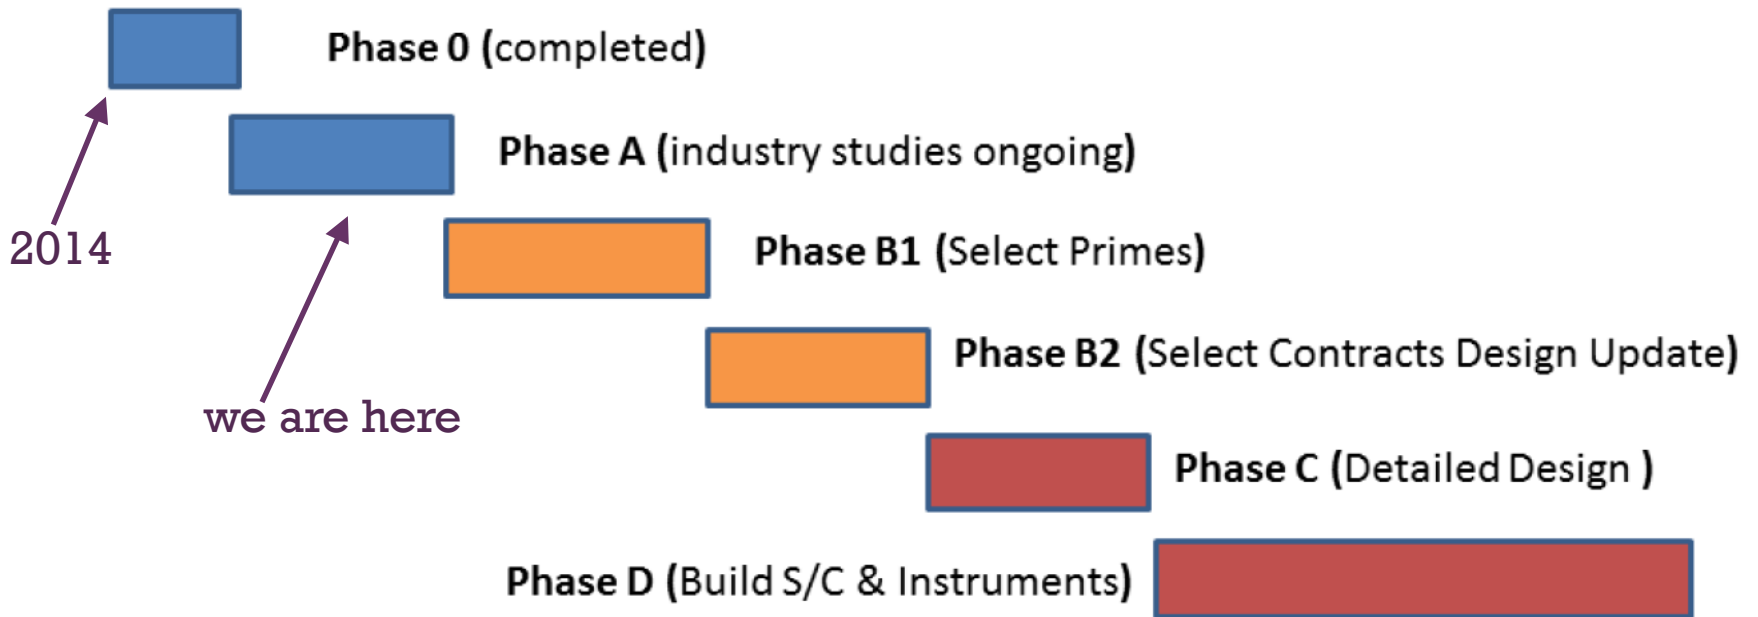 Phase 0 (completed)
Phase A (industry studies ongoing)
2014
Phase B1 (Select Primes)
Phase B2 (Select Contracts Design Update)
we are here
Phase C (Detailed Design )
Phase D (Build S/C & Instruments)